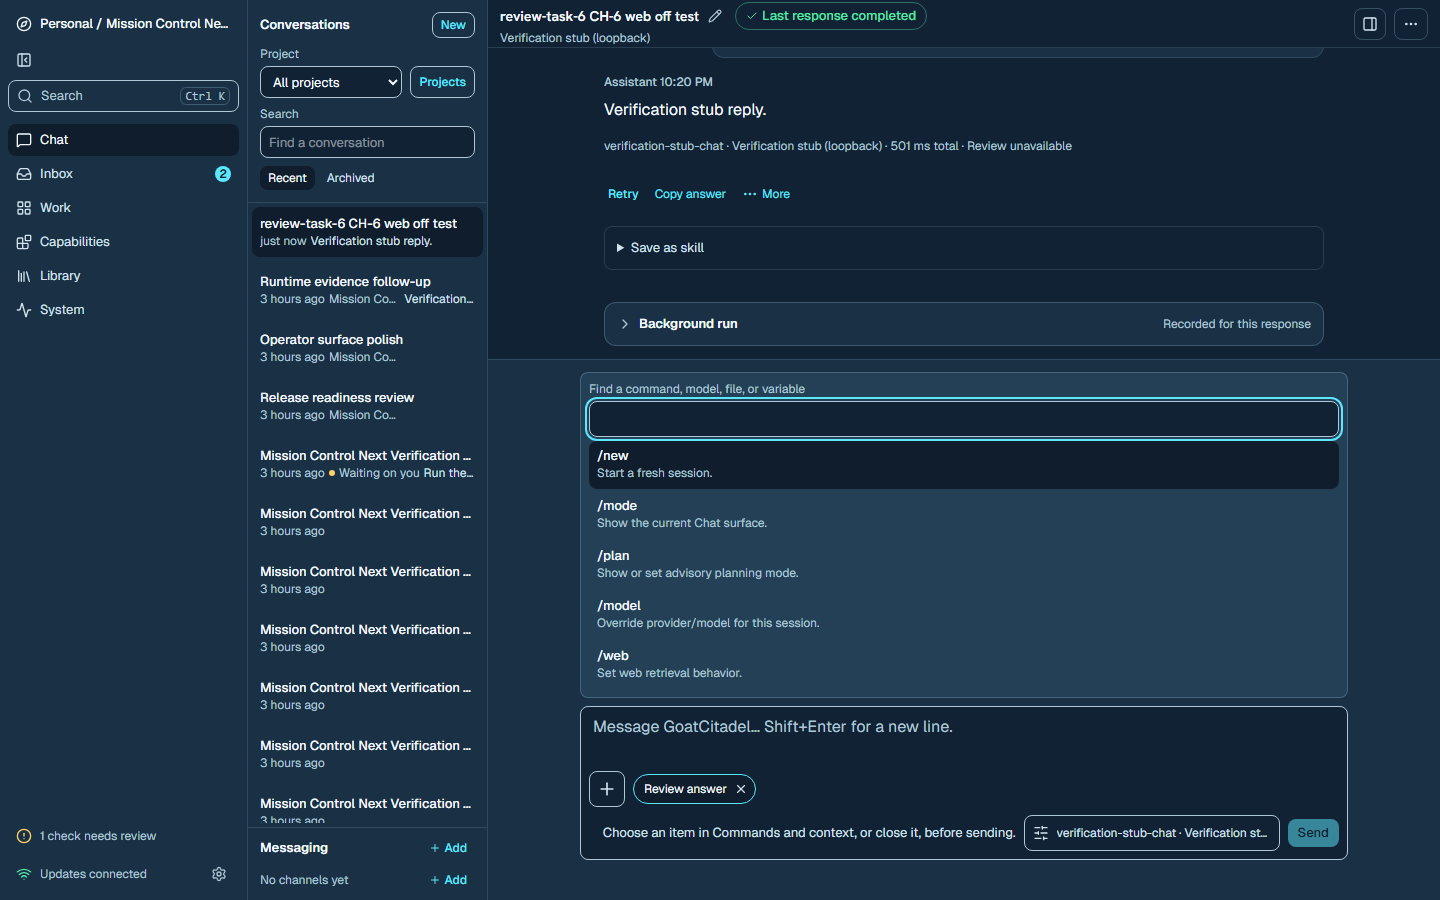 Personal / Mission Control Ne...
Search
Ctrl K
Chat
Inbox
2
Work
Capabilities
Library
System
1 check needs review
Updates connected
Conversations
New
Project
All projects
Projects
Search
Find a conversation
Recent
Archived
review-task-6 CH-6 web off test
just now Verification stub reply.
Runtime evidence follow-up
3 hours ago Mission Co... Verification...
Operator surface polish
3 hours ago Mission Co...
Release readiness review
3 hours ago Mission Co...
Mission Control Next Verification ...
3 hours ago Waiting on you Run the...
Mission Control Next Verification ...
3 hours ago
Mission Control Next Verification ...
3 hours ago
Mission Control Next Verification ...
3 hours ago
Mission Control Next Verification ...
3 hours ago
Mission Control Next Verification ...
3 hours ago
Mission Control Next Verification ...
3 hours ago
Messaging
+ Add
No channels yet
+ Add
review-task-6 CH-6 web off test
Last response completed
Verification stub (loopback)
Assistant 10:20 PM
Verification stub reply.
verification-stub-chat · Verification stub (loopback) · 501 ms total · Review unavailable
Retry
Copy answer
··· More
Save as skill
Background run
Recorded for this response
Find a command, model, file, or variable
/new
Start a fresh session.
/mode
Show the current Chat surface.
/plan
Show or set advisory planning mode.
/model
Override provider/model for this session.
/web
Set web retrieval behavior.
Message GoatCitadel... Shift+Enter for a new line.
Review answer
Choose an item in Commands and context, or close it, before sending.
verification-stub-chat · Verification st...
Send